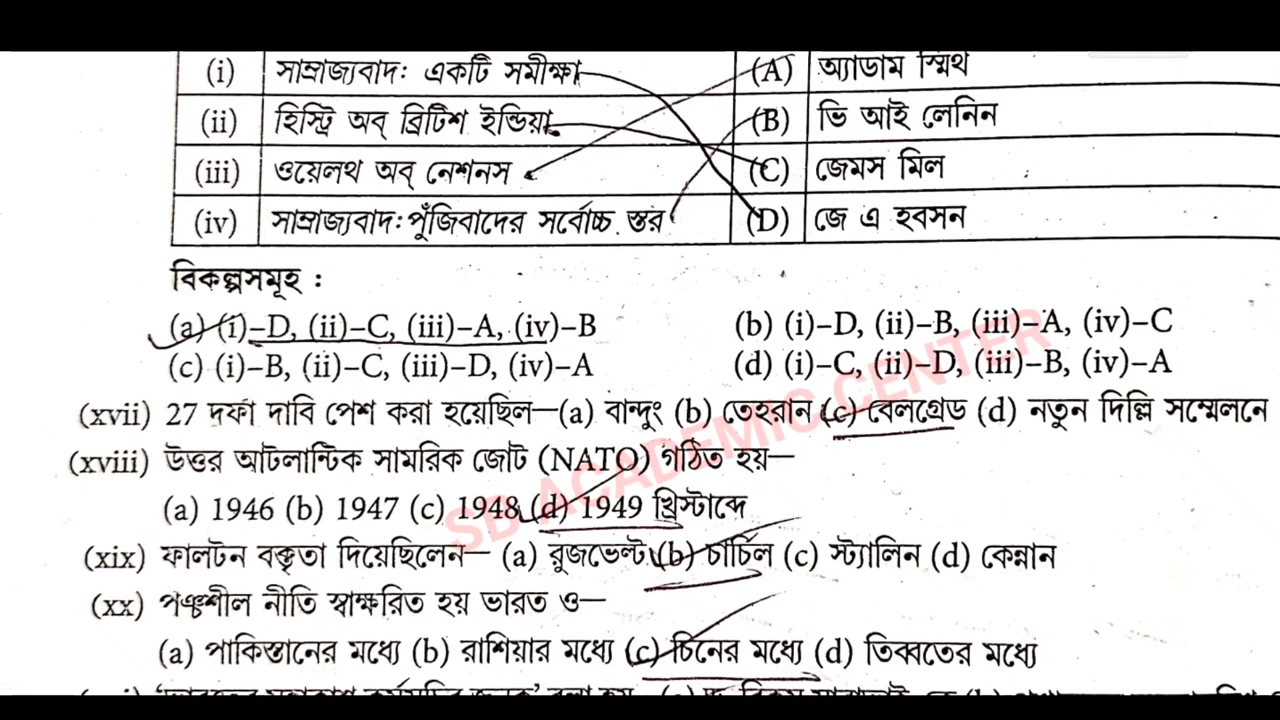 (i) সাম্রাজ্যবাদঃ একটি সমীক্ষা (A) অ্যাডাম স্মিথ
(ii) হিস্ট্রি অব্ ব্রিটিশ ইন্ডিয়া (B) ভি আই লেনিন
(iii) ওয়েলথ অব্ নেশনস (C) জেমস মিল
(iv) সাম্রাজ্যবাদঃ পুঁজিবাদের সর্বোচ্চ স্তর (D) জে এ হবসন
বিকল্পসমূহ :
(a) (i)–D, (ii)–C, (iii)–A, (iv)–B (b) (i)–D, (ii)–B, (iii)–A, (iv)–C
(c) (i)–B, (ii)–C, (iii)–D, (iv)–A (d) (i)–C, (ii)–D, (iii)–B, (iv)–A
(xvii) 27 দফা দাবি পেশ করা হয়েছিল—(a) বান্দুং (b) তেহরান (c) বেলগ্রেড (d) নতুন দিল্লি সম্মেলনে
(xviii) উত্তর আটলান্টিক সামরিক জোট (NATO) গঠিত হয়—
(a) 1946 (b) 1947 (c) 1948 (d) 1949 খ্রিস্টাব্দে
(xix) ফালটন বক্তৃতা দিয়েছিলেন— (a) রুজভেল্ট (b) চার্চিল (c) স্ট্যালিন (d) কেন্নান
(xx) পঞ্চশীল নীতি স্বাক্ষরিত হয় ভারত ও—
(a) পাকিস্তানের মধ্যে (b) রাশিয়ার মধ্যে (c) চিনের মধ্যে (d) তিব্বতের মধ্যে
SB ACADEMIC CENTER